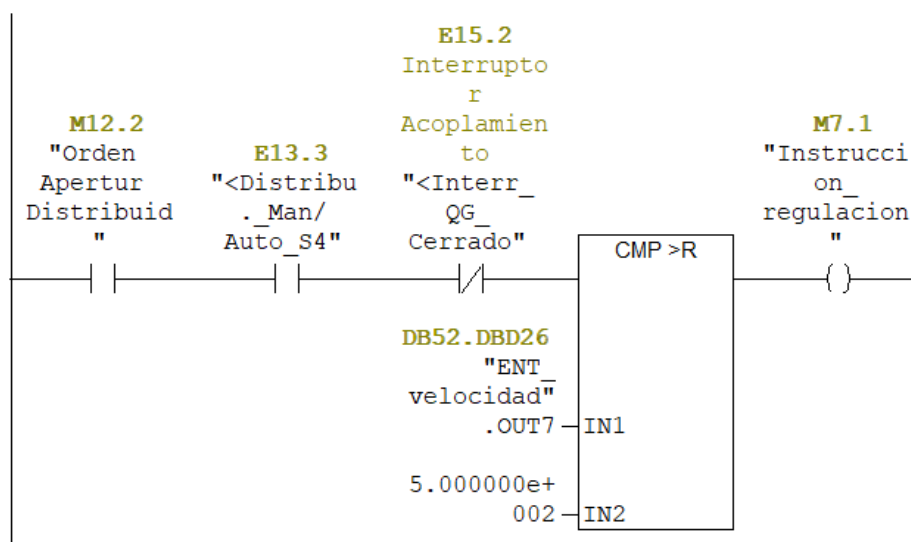 E15.2
Interrupto
r
Acoplamien
to
"<Interr_
QG_
Cerrado"
M12.2
"Orden
Apertur
Distribuid
"
E13.3
"<Distribu
._Man/
Auto_S4"
M7.1
"Instrucci
on_
regulacion
"
CMP >R
DB52.DBD26
"ENT_
velocidad"
.OUT7
IN1
5.000000e+
002
IN2